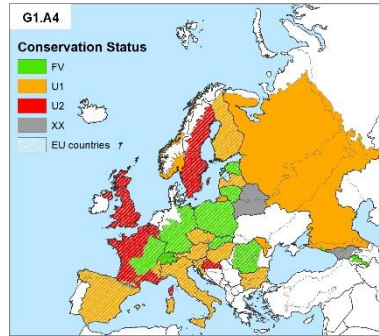 G1.A4
Conservation Status
FV
U1
U2
XX
EU countries